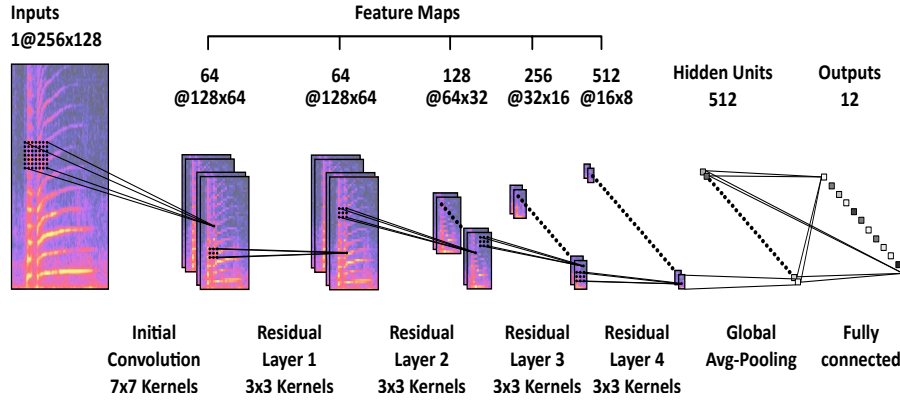 Inputs
1@256x128
Feature Maps
64
@128x64
64
@128x64
128
@64x32
256
@32x16
512
@16x8
Hidden Units
512
Outputs
12
Initial
Convolution
7x7 Kernels
Residual
Layer 1
3x3 Kernels
Residual
Layer 2
3x3 Kernels
Residual
Layer 3
3x3 Kernels
Residual
Layer 4
3x3 Kernels
Global
Avg-Pooling
Fully
connected